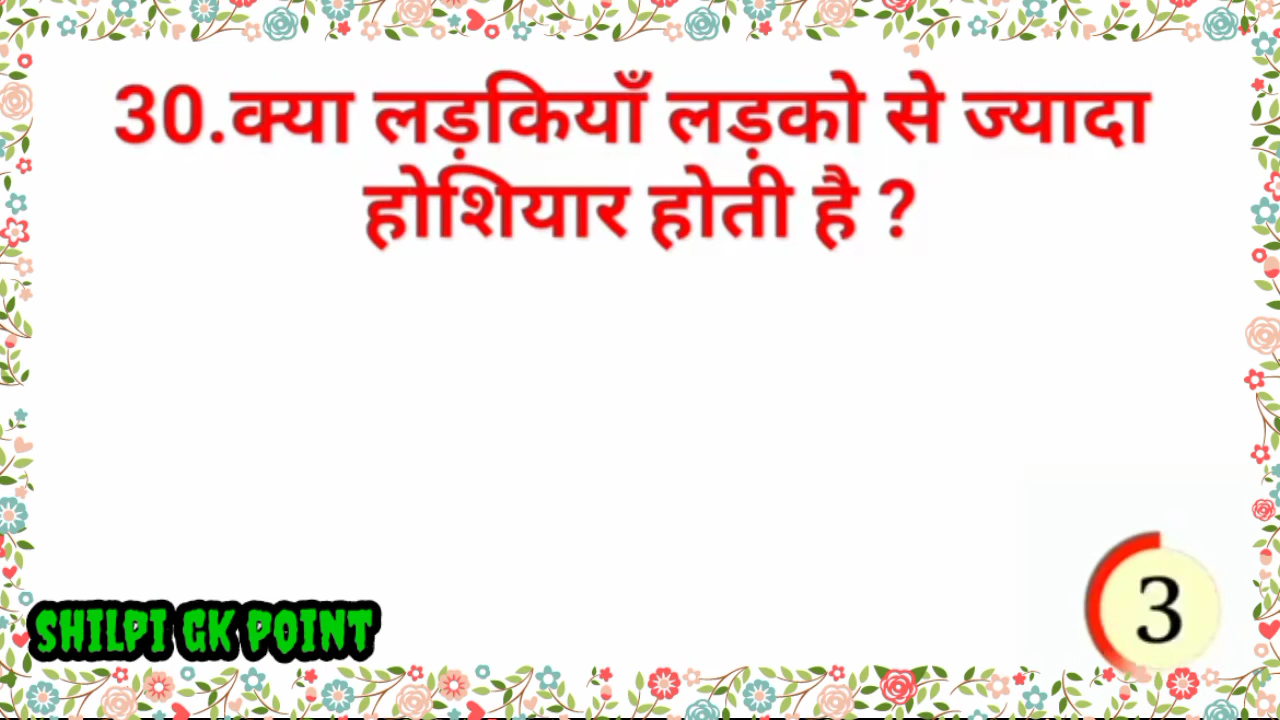 30.क्या लड़कियाँ लड़को से ज्यादा
होशियार होती है ?
SHILPI GK POINT
3